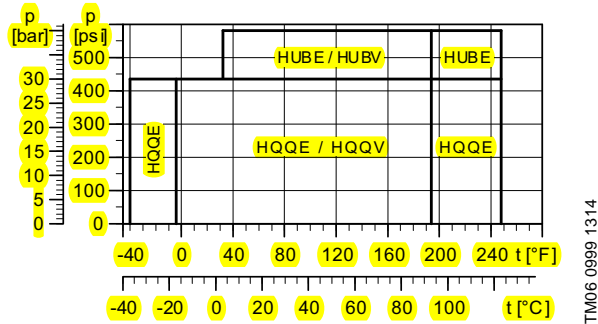 p
[bar]
p
[psi]
500
400
300
200
100
0
30
25
20
15
10
5
0
HUBE / HUBV
HUBE
HQQE
HQQE / HQQV
HQQE
-40 0 40 80 120 160 200 240 t [°F]
-40 -20 0 20 40 60 80 100 t [°C]
TM06 0999 1314